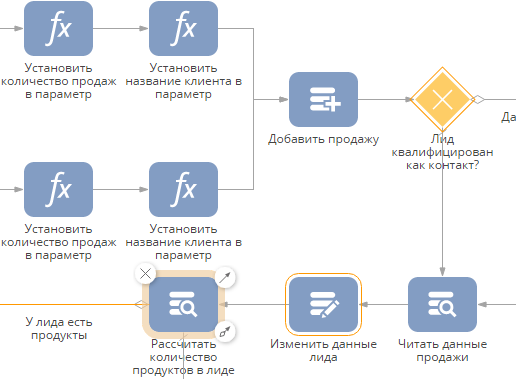 fx
fx
Установить
количество продаж
в параметр
Установить
название клиента в
параметр
Добавить продажу
Лид
квалифицирован
как контакт?
Да
fx
fx
Установить
количество продаж
в параметр
Установить
название клиента в
параметр
У лида есть
продукты
Рассчитать
количество
продуктов в лиде
Изменить данные
лида
Читать данные
продажи